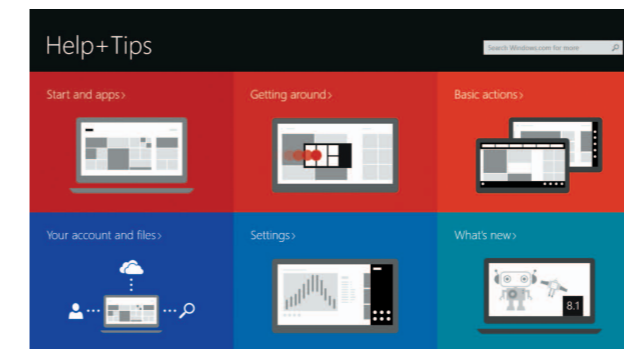 Help+Tips
Search Windows.com for more
Start and apps›
Getting around›
Basic actions›
Your account and files›
Settings›
What's new›
8.1